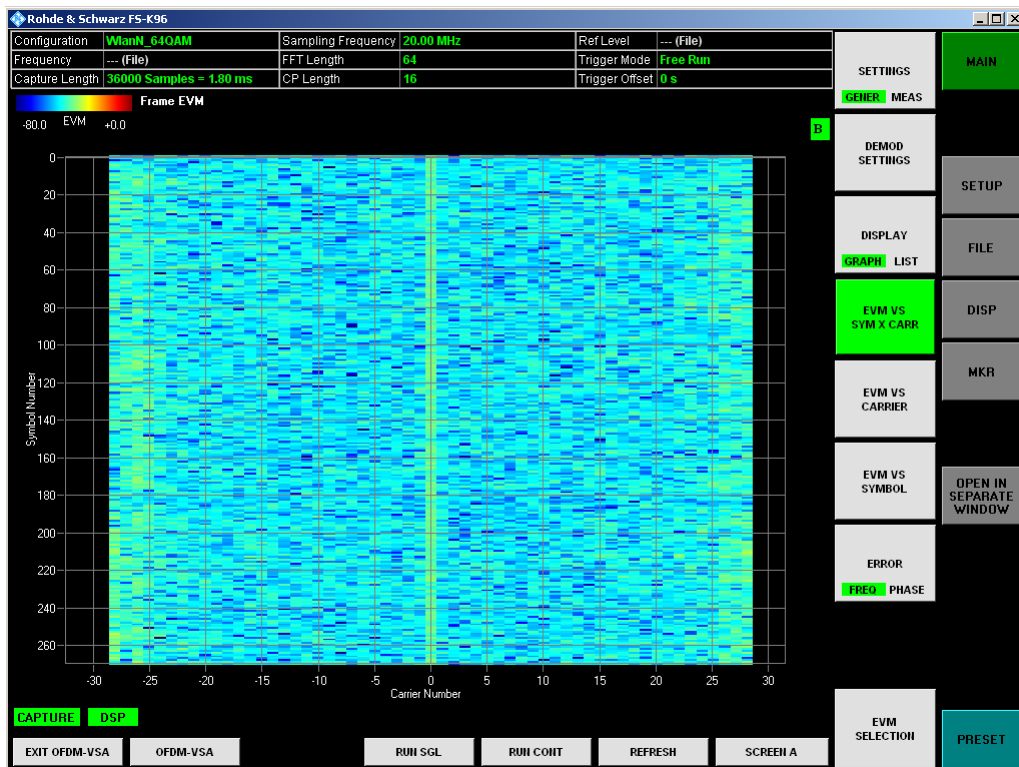 Rohde & Schwarz FS-K96
Configuration WlanN_64QAM Sampling Frequency 20.00 MHz Ref Level --- (File)
Frequency --- (File) FFT Length 64 Trigger Mode Free Run
Capture Length 36000 Samples = 1.80 ms CP Length 16 Trigger Offset 0 s
Frame EVM
-80.0 EVM +0.0
B
0
20
40
60
80
100
120
140
160
180
200
220
240
260
Symbol Number
-30 -25 -20 -15 -10 -5 0 5 10 15 20 25 30
Carrier Number
CAPTURE DSP
EXIT OFDM-VSA OFDM-VSA RUN SGL RUN CONT REFRESH SCREEN A
SETTINGS
GENER MEAS
DEMOD
SETTINGS
DISPLAY
GRAPH LIST
EVM VS
SYM X CARR
EVM VS
CARRIER
EVM VS
SYMBOL
ERROR
FREQ PHASE
EVM
SELECTION
MAIN
SETUP
FILE
DISP
MKR
OPEN IN
SEPARATE
WINDOW
PRESET